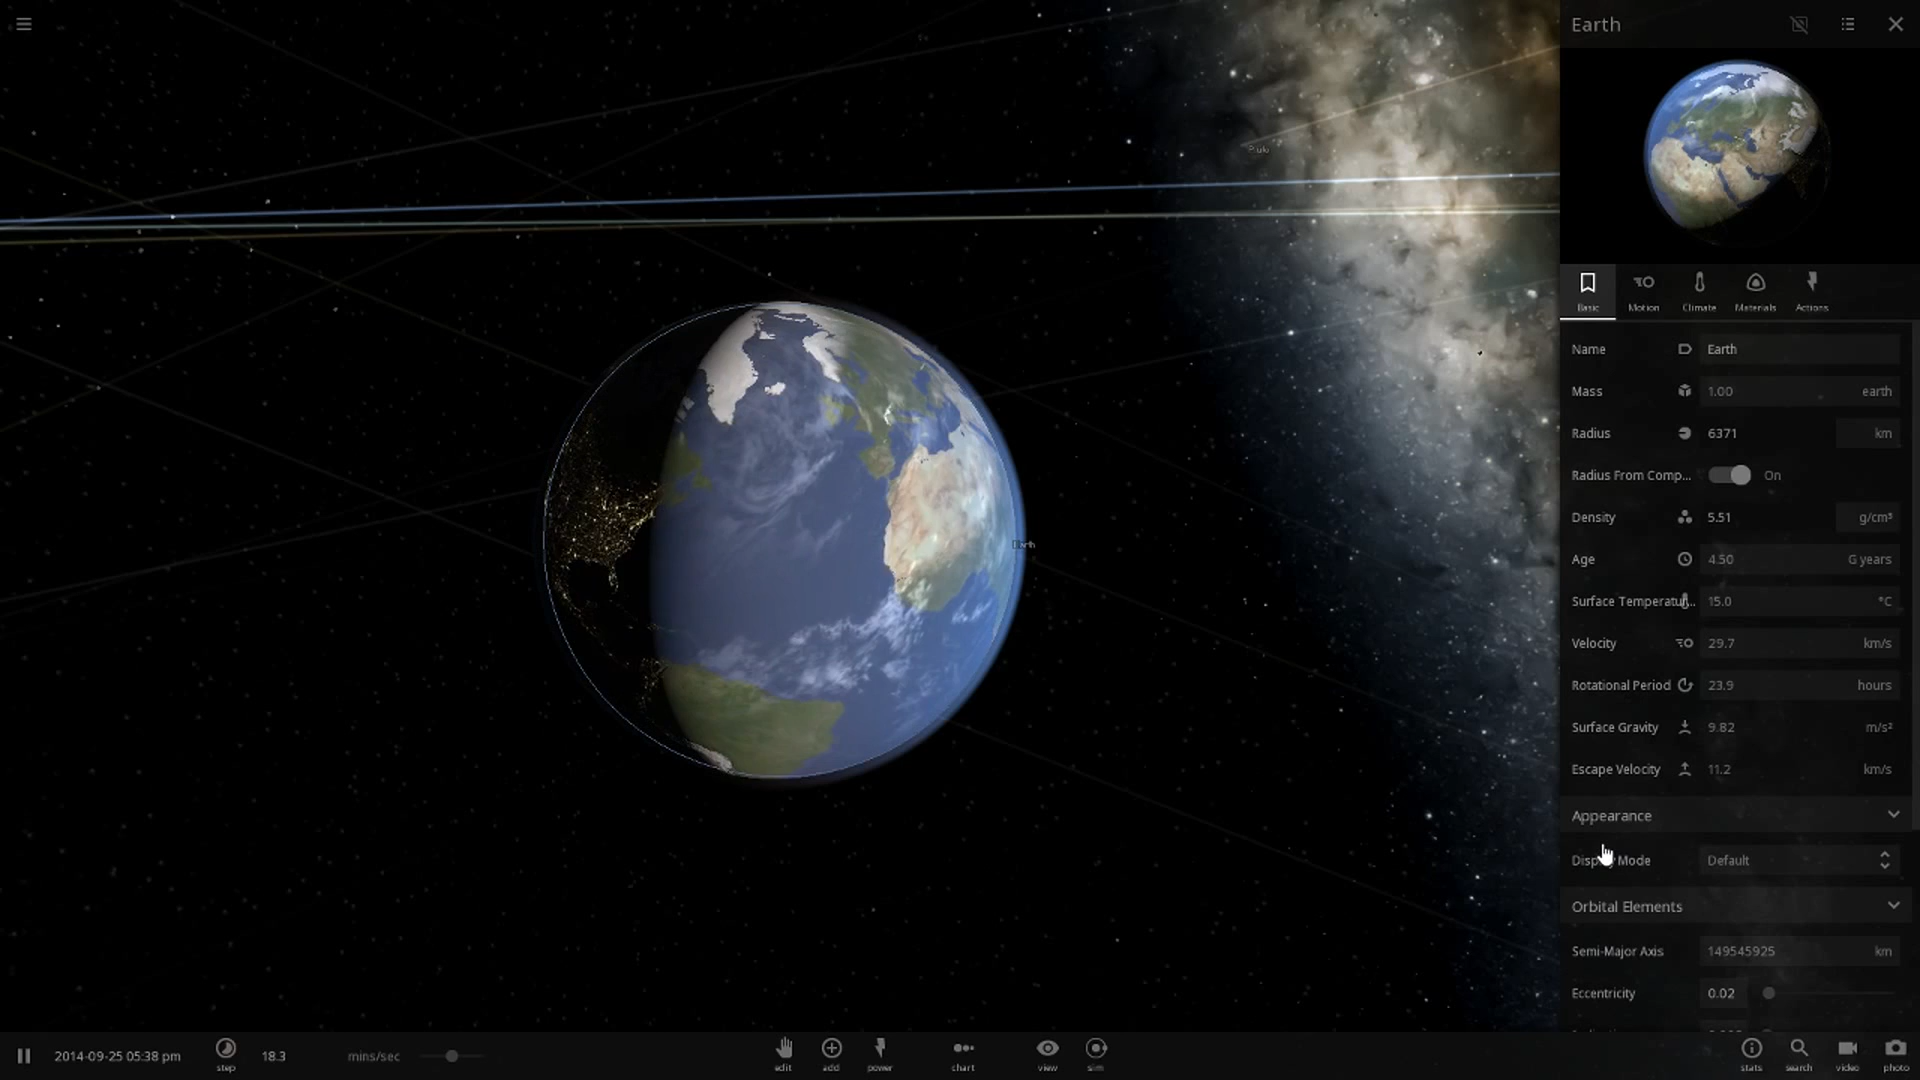 Earth
Pluto
Basic
Motion
Climate
Materials
Actions
Name Earth
Mass 1.00 earth
Radius 6371 km
Radius From Comp... On
Density 5.51 g/cm³
Age 4.50 G years
Surface Temperatur... 15.0 °C
Velocity 29.7 km/s
Rotational Period 23.9 hours
Surface Gravity 9.82 m/s²
Escape Velocity 11.2 km/s
Earth
Appearance
Display Mode Default
Orbital Elements
Semi-Major Axis 149545925 km
Eccentricity 0.02
2014-09-25 05:38 pm
step
18.3 mins/sec
edit
add
power
chart
view
sim
stats
search
video
photo